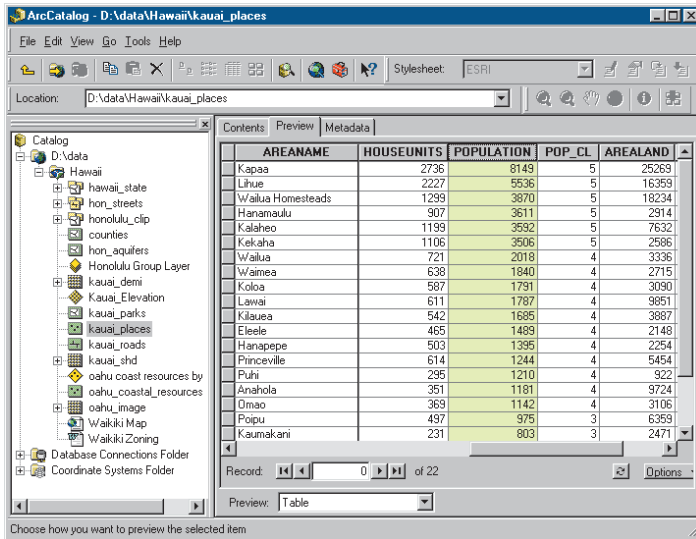 ArcCatalog - D:\data\Hawaii\kauai_places
File Edit View Go Tools Help
Stylesheet: ESRI
Location: D:\data\Hawaii\kauai_places
Catalog
D:\data
Hawaii
hawaii_state
hon_streets
honolulu_clip
counties
hon_aquifers
Honolulu Group Layer
kauai_demi
Kauai_Elevation
kauai_parks
kauai_places
kauai_roads
kauai_shd
oahu coast resources by
oahu_coastal_resources
oahu_image
Waikiki Map
Waikiki Zoning
Database Connections Folder
Coordinate Systems Folder
Contents Preview Metadata
AREANAME HOUSEUNITS POPULATION POP_CL AREALAND
Kapaa 2736 8149 5 25269
Lihue 2227 5536 5 16359
Wailua Homesteads 1299 3870 5 18234
Hanamaulu 907 3611 5 2914
Kalaheo 1199 3592 5 7632
Kekaha 1106 3506 5 2586
Wailua 721 2018 4 3336
Waimea 638 1840 4 2715
Koloa 587 1791 4 3090
Lawai 611 1787 4 9851
Kilauea 542 1685 4 3887
Eleele 465 1489 4 2148
Hanapepe 503 1395 4 2254
Princeville 614 1244 4 5454
Puhi 295 1210 4 922
Anahola 351 1181 4 9724
Omao 369 1142 4 3106
Poipu 497 975 3 6359
Kaumakani 231 803 3 2471
Record: 0 of 22 Options
Preview: Table
Choose how you want to preview the selected item